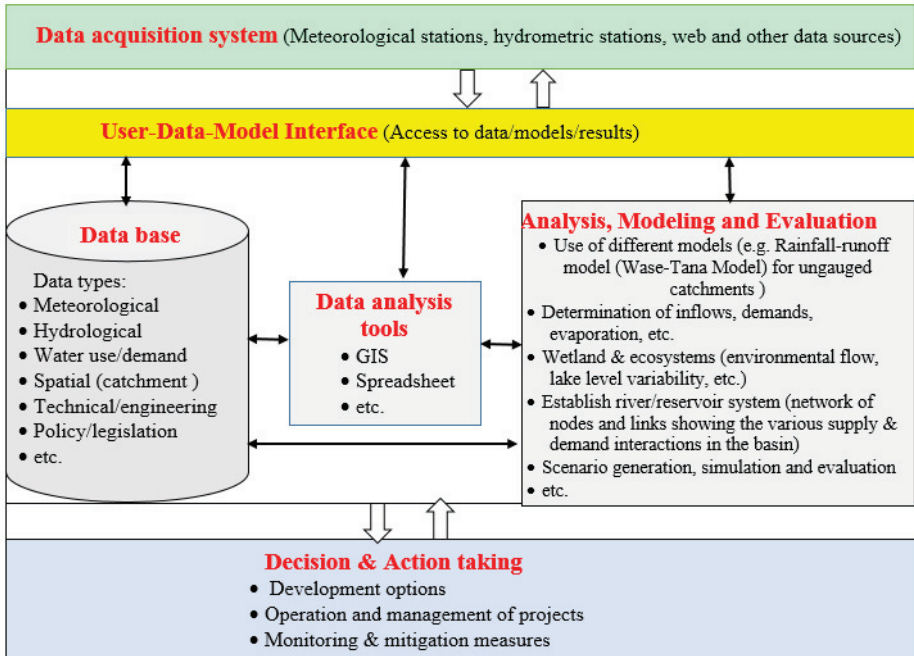 Data acquisition system (Meteorological stations, hydrometric stations, web and other data sources)
User-Data-Model Interface (Access to data/models/results)
Data base
Data types:
• Meteorological
• Hydrological
• Water use/demand
• Spatial (catchment )
• Technical/engineering
• Policy/legislation
• etc.
Data analysis
tools
• GIS
• Spreadsheet
• etc.
Analysis, Modeling and Evaluation
• Use of different models (e.g. Rainfall-runoff
model (Wase-Tana Model) for ungauged
catchments )
• Determination of inflows, demands,
evaporation, etc.
• Wetland & ecosystems (environmental flow,
lake level variability, etc.)
• Establish river/reservoir system (network of
nodes and links showing the various supply &
demand interactions in the basin)
• Scenario generation, simulation and evaluation
• etc.
Decision & Action taking
• Development options
• Operation and management of projects
• Monitoring & mitigation measures